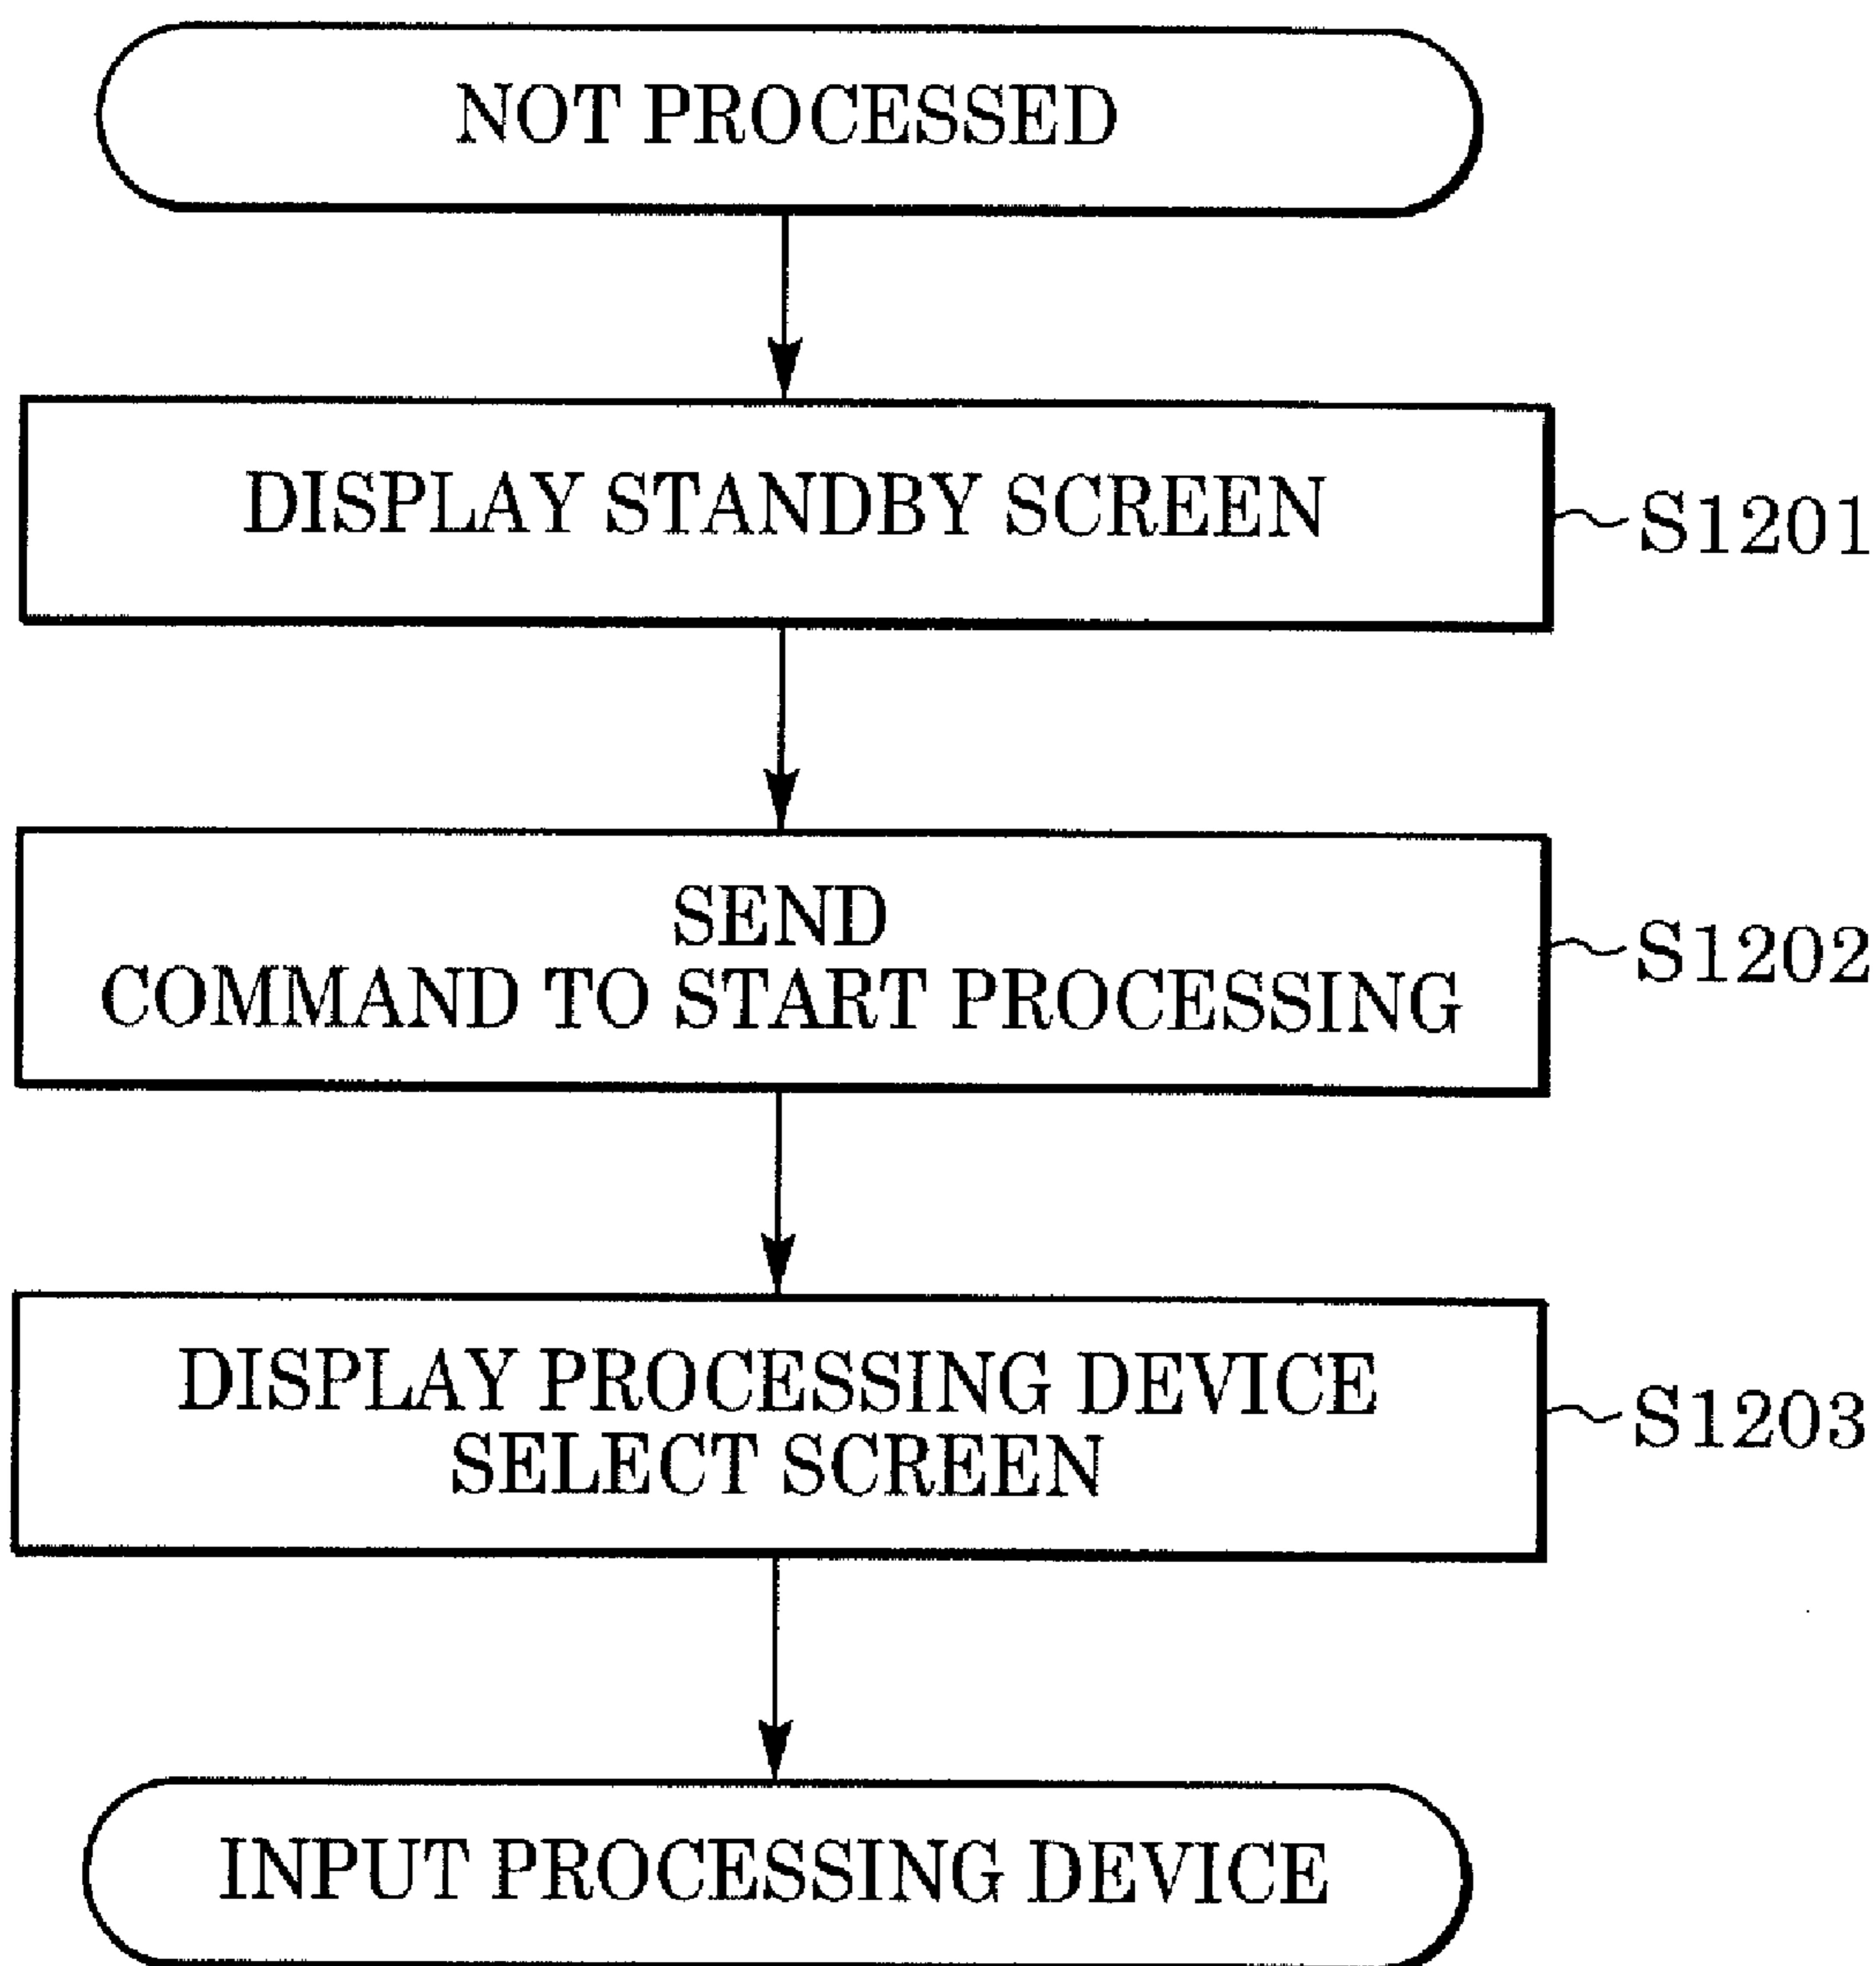 NOT PROCESSED
DISPLAY STANDBY SCREEN
S1201
SEND
COMMAND TO START PROCESSING
S1202
DISPLAY PROCESSING DEVICE
SELECT SCREEN
S1203
INPUT PROCESSING DEVICE